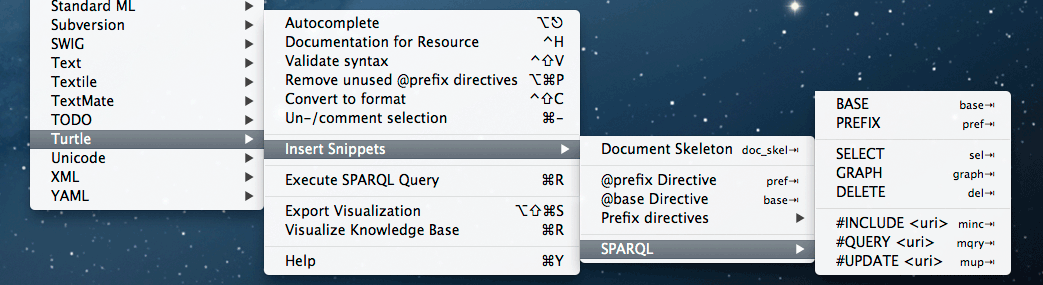 Standard ML ▶
Subversion ▶
SWIG ▶
Text ▶
Textile ▶
TextMate ▶
TODO ▶
Turtle ▶
Unicode ▶
XML ▶
YAML ▶
Autocomplete ⌥⎋
Documentation for Resource ^H
Validate syntax ^⇧V
Remove unused @prefix directives ⌥⌘P
Convert to format ^⇧C
Un-/comment selection ⌘-
Insert Snippets ▶
Execute SPARQL Query ⌘R
Export Visualization ⌥⇧⌘S
Visualize Knowledge Base ⌘R
Help ⌘Y
Document Skeleton doc_skel⇥
@prefix Directive pref⇥
@base Directive base⇥
Prefix directives ▶
SPARQL ▶
BASE base⇥
PREFIX pref⇥
SELECT sel⇥
GRAPH graph⇥
DELETE del⇥
#INCLUDE <uri> minc⇥
#QUERY <uri> mqry⇥
#UPDATE <uri> mup⇥